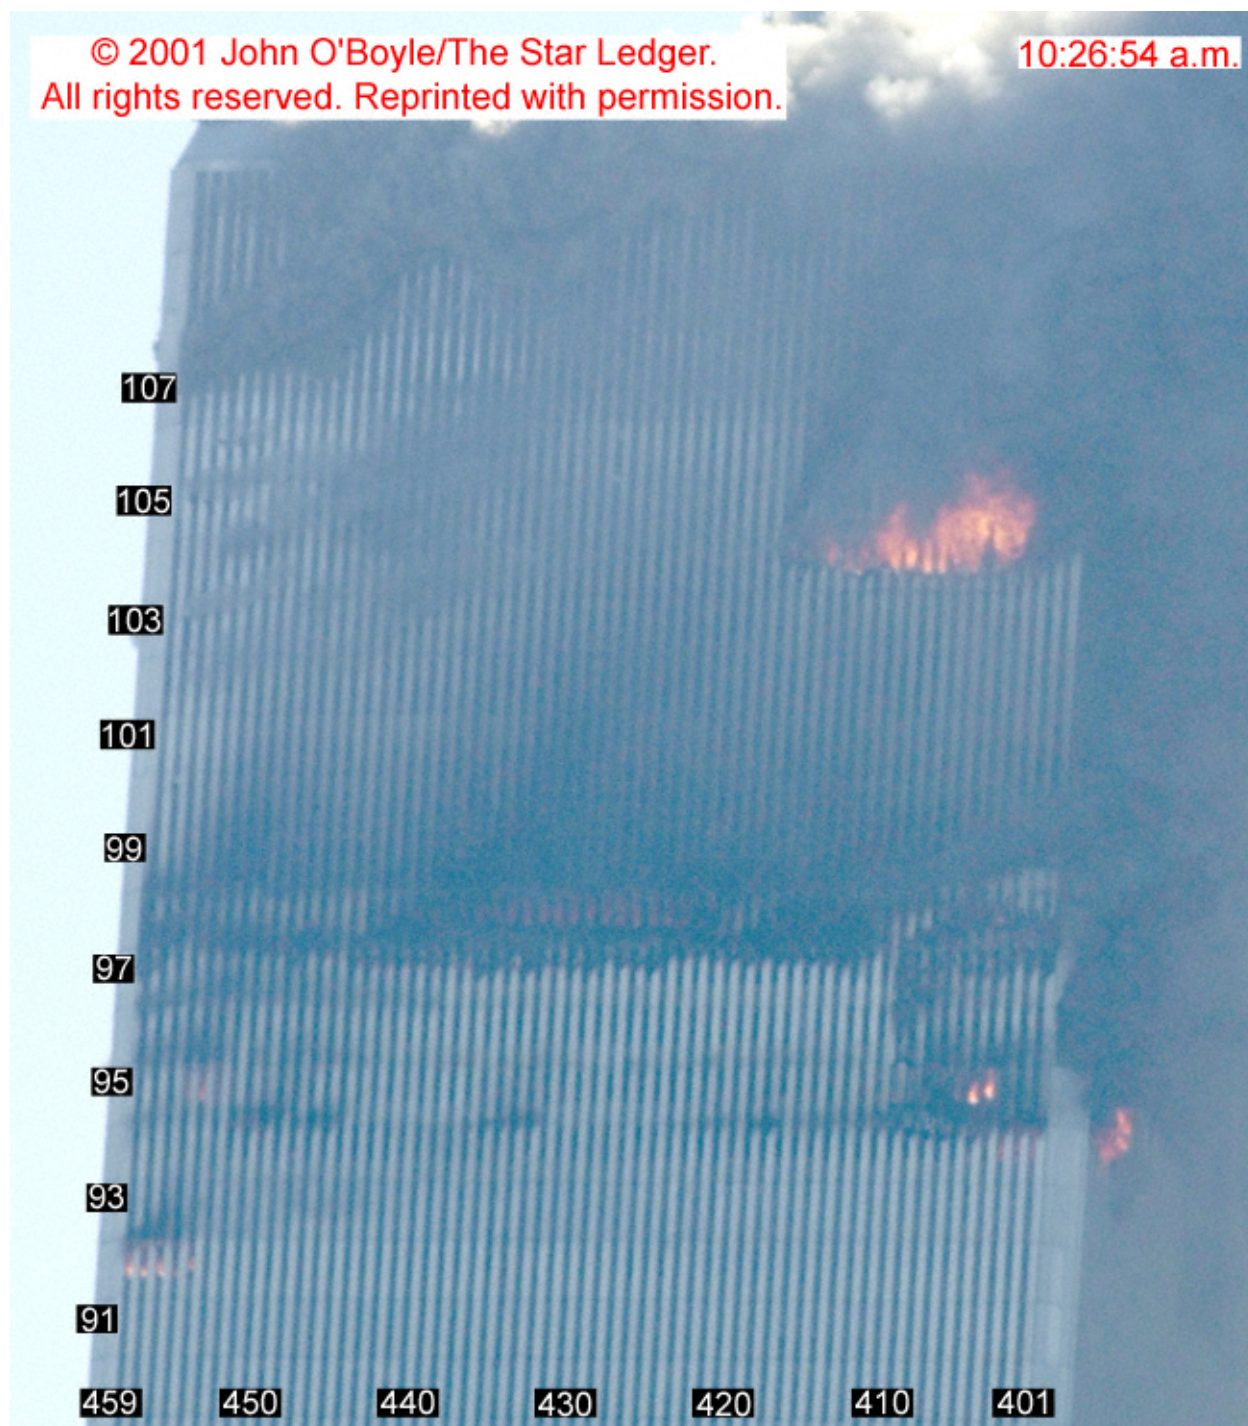 © 2001 John O'Boyle/The Star Ledger.
All rights reserved. Reprinted with permission.
10:26:54 a.m.
107
105
103
101
99
97
95
93
91
459 450 440 430 420 410 401